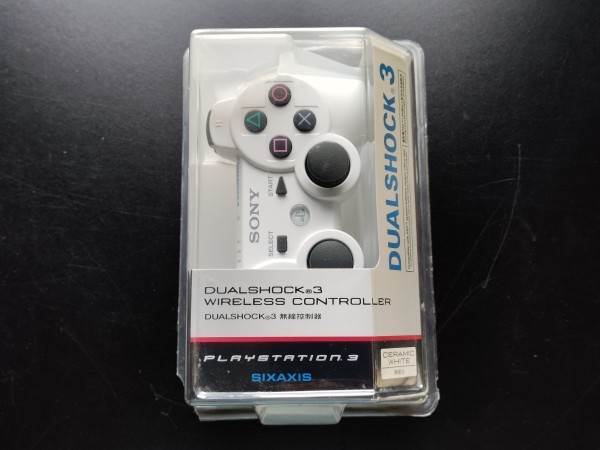 DUALSHOCK®3
SONY
START
SELECT
DUALSHOCK®3
WIRELESS CONTROLLER
DUALSHOCK®3 無線控制器
PLAYSTATION®3
SIXAXIS
CERAMIC
WHITE